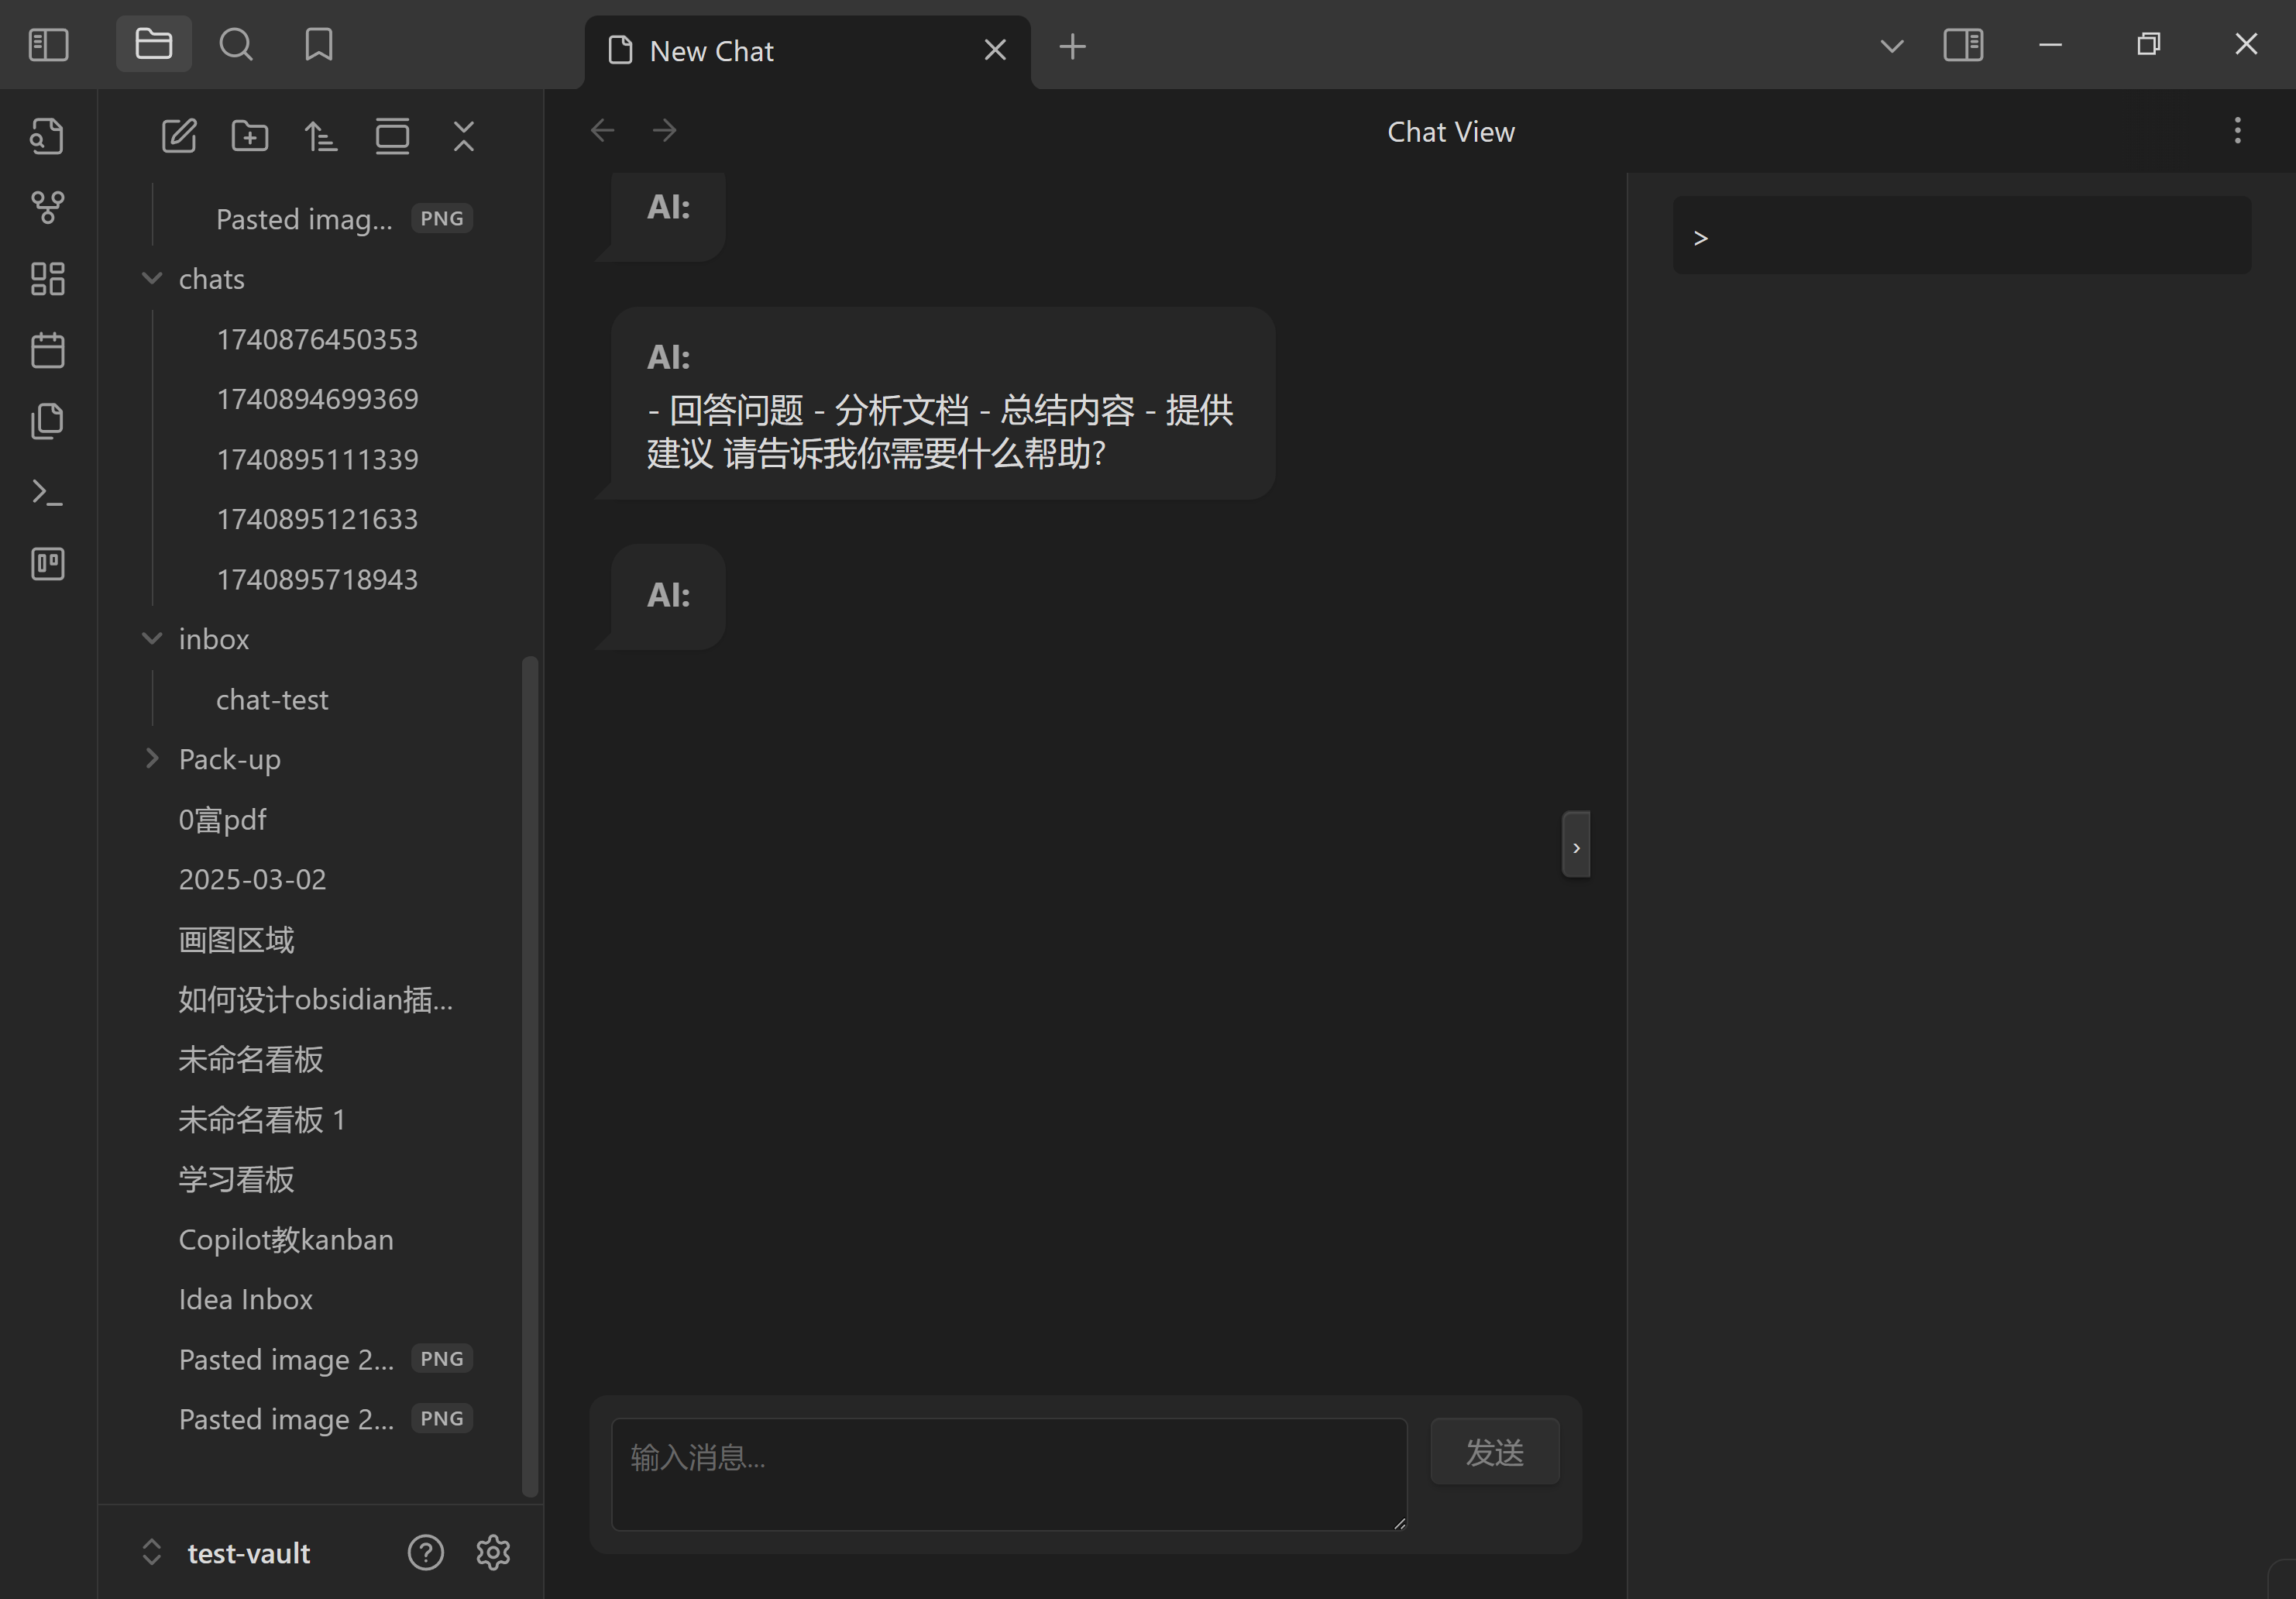 New Chat
Chat View
Pasted imag... PNG
chats
1740876450353
1740894699369
1740895111339
1740895121633
1740895718943
inbox
chat-test
Pack-up
0富pdf
2025-03-02
画图区域
如何设计obsidian插...
未命名看板
未命名看板 1
学习看板
Copilot教kanban
Idea Inbox
Pasted image 2... PNG
Pasted image 2... PNG
test-vault
AI:
AI:
- 回答问题 - 分析文档 - 总结内容 - 提供
建议 请告诉我你需要什么帮助?
AI:
输入消息...
发送
>
›